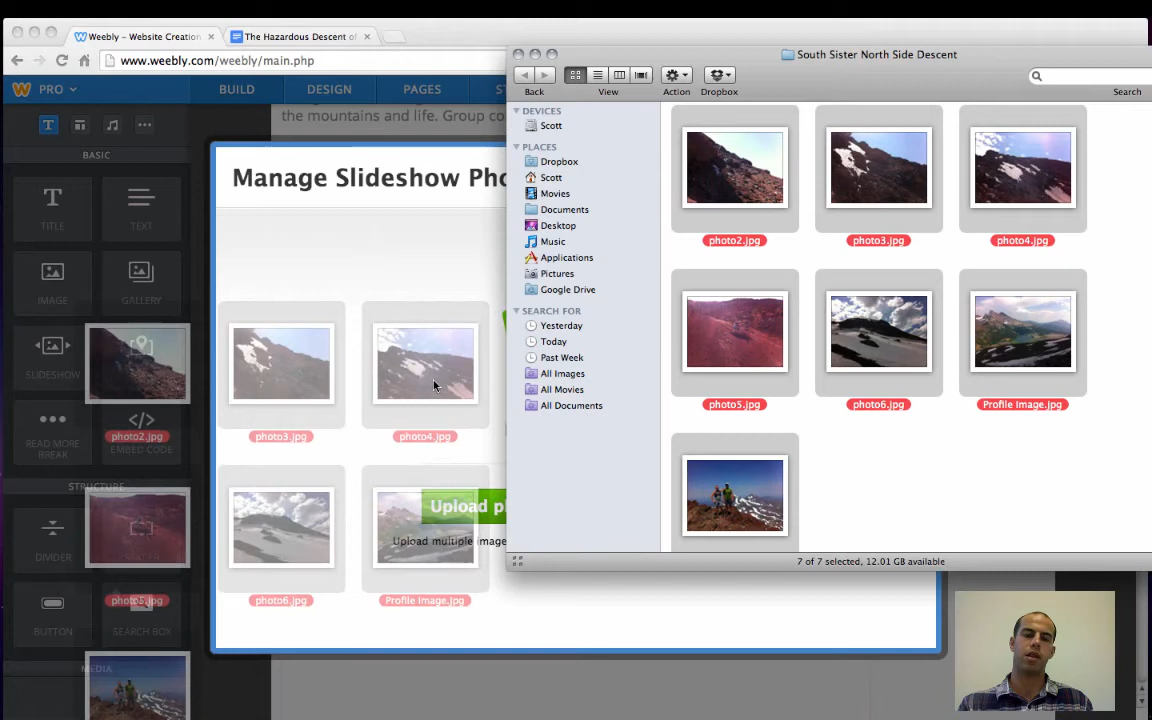 Weebly – Website Creation
The Hazardous Descent of
www.weebly.com/weebly/main.php
PRO
BUILD
DESIGN
PAGES
the mountains and life. Group co
BASIC
TITLE
TEXT
IMAGE
GALLERY
SLIDESHOW
READ MORE
BREAK
EMBED CODE
STRUCTURE
DIVIDER
SPACER
BUTTON
SEARCH BOX
MEDIA
Manage Slideshow Pho
photo2.jpg
photo3.jpg
photo4.jpg
Upload pl
Upload multiple image
photo5.jpg
photo6.jpg
Profile Image.jpg
South Sister North Side Descent
Back
View
Action
Dropbox
Search
DEVICES
Scott
PLACES
Dropbox
Scott
Movies
Documents
Desktop
Music
Applications
Pictures
Google Drive
SEARCH FOR
Yesterday
Today
Past Week
All Images
All Movies
All Documents
photo2.jpg
photo3.jpg
photo4.jpg
photo5.jpg
photo6.jpg
Profile Image.jpg
7 of 7 selected, 12.01 GB available